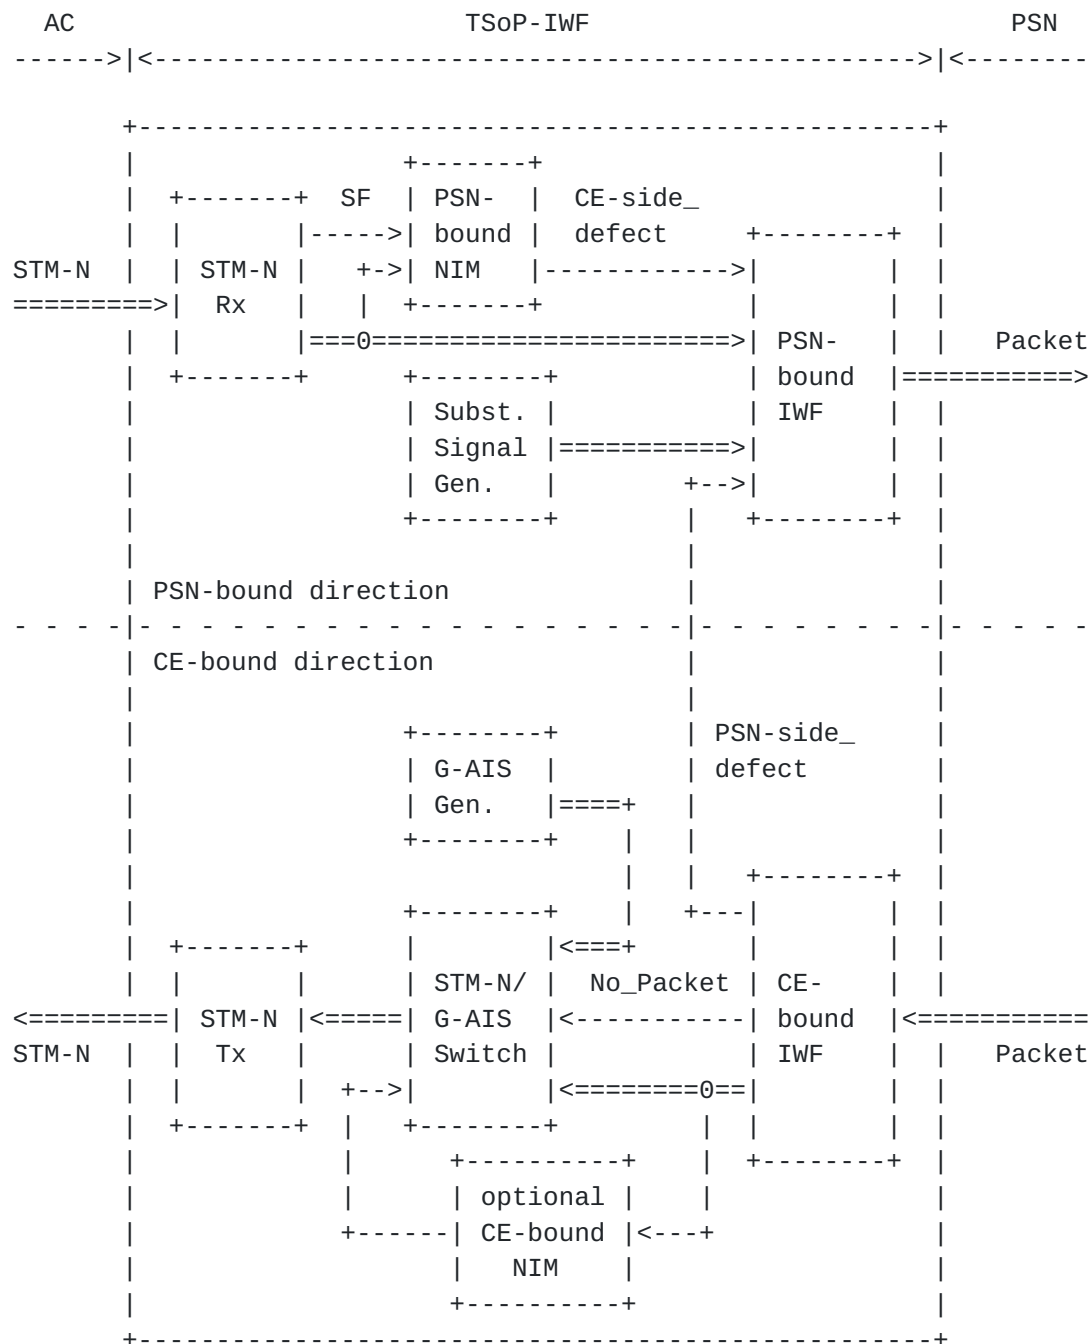 AC TSoP-IWF PSN
SF PSN- CE-side_
bound defect
STM-N STM-N NIM
Rx
0 PSN- Packet
bound
Subst. IWF
Signal
Gen.
PSN-bound direction
CE-bound direction
PSN-side_
G-AIS defect
Gen.
STM-N/ No_Packet CE-
STM-N G-AIS bound
STM-N Tx Switch IWF Packet
0
optional
CE-bound
NIM